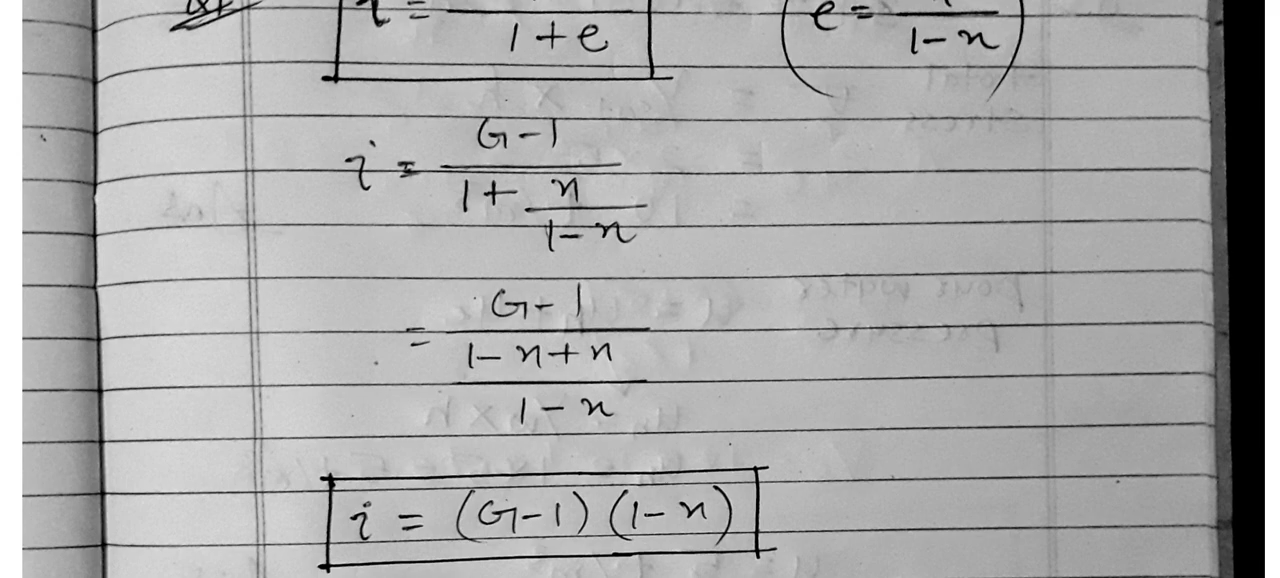 i = / 1+e (e = / 1-n)
i = G-1 / 1+ n / 1-n
= G-1 / 1-n+n / 1-n
i = (G-1) (1-n)